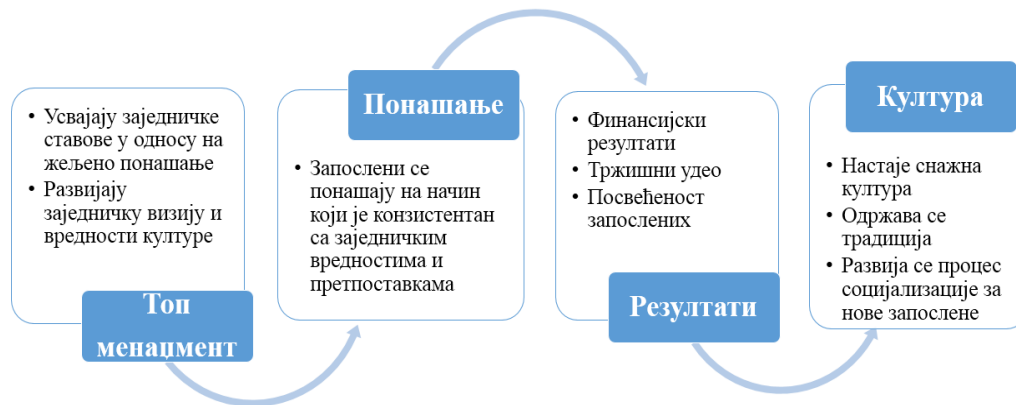 • Усвајају заједничке
ставове у односу на
жељено понашање
• Развијају
заједничку визију и
вредности културе
Топ
менаџмент
Понашање
• Запослени се
понашају на начин
који је конзистентан
са заједничким
вредностима и
претпоставкама
• Финансијски
резултати
• Тржишни удео
• Посвећеност
запослених
Резултати
Култура
• Настаје снажна
култура
• Одржава се
традиција
• Развија се процес
социјализације за
нове запослене